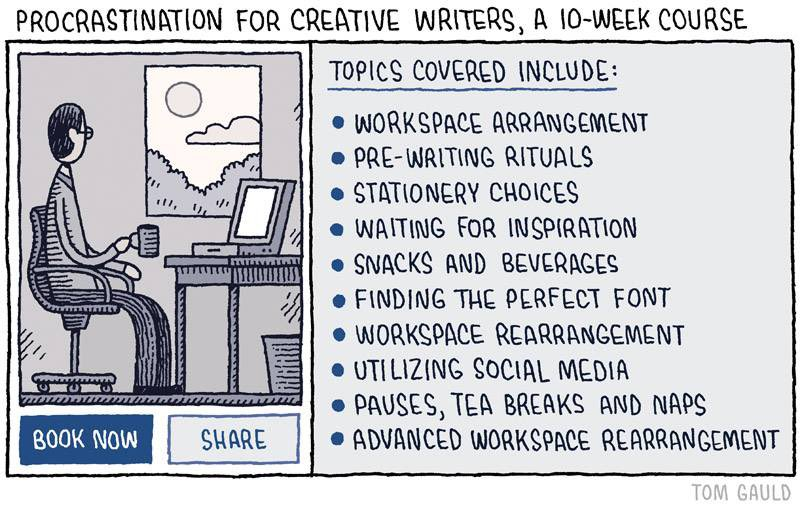 PROCRASTINATION FOR CREATIVE WRITERS, A 10-WEEK COURSE
TOPICS COVERED INCLUDE:
• WORKSPACE ARRANGEMENT
• PRE-WRITING RITUALS
• STATIONERY CHOICES
• WAITING FOR INSPIRATION
• SNACKS AND BEVERAGES
• FINDING THE PERFECT FONT
• WORKSPACE REARRANGEMENT
• UTILIZING SOCIAL MEDIA
• PAUSES, TEA BREAKS AND NAPS
• ADVANCED WORKSPACE REARRANGEMENT
BOOK NOW
SHARE
TOM GAULD